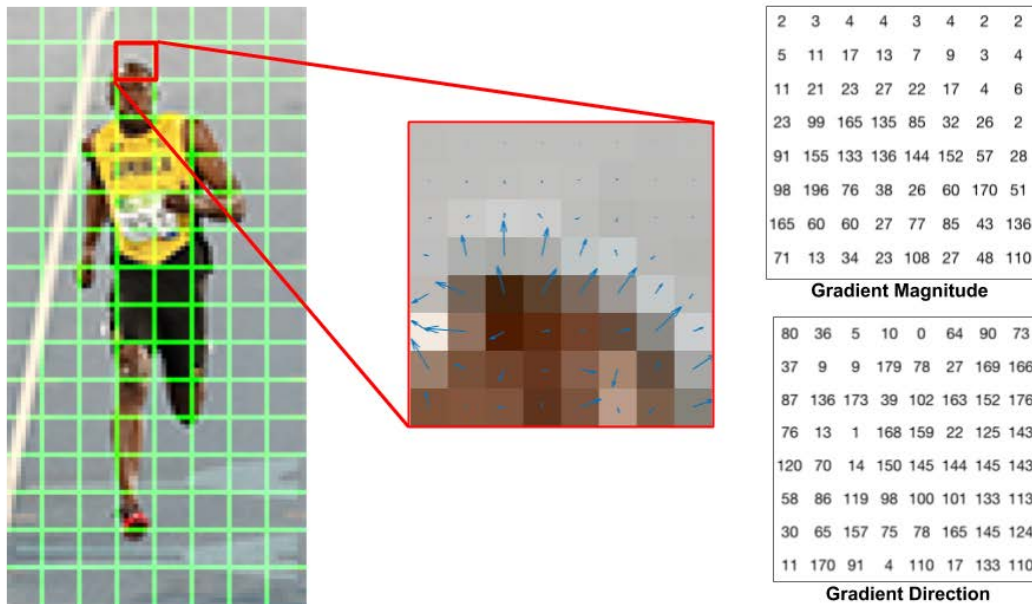 2 3 4 4 3 4 2 2
5 11 17 13 7 9 3 4
11 21 23 27 22 17 4 6
23 99 165 135 85 32 26 2
91 155 133 136 144 152 57 28
98 196 76 38 26 60 170 51
165 60 60 27 77 85 43 136
71 13 34 23 108 27 48 110
Gradient Magnitude
80 36 5 10 0 64 90 73
37 9 9 179 78 27 169 166
87 136 173 39 102 163 152 176
76 13 1 168 159 22 125 143
120 70 14 150 145 144 145 143
58 86 119 98 100 101 133 113
30 65 157 75 78 165 145 124
11 170 91 4 110 17 133 110
Gradient Direction